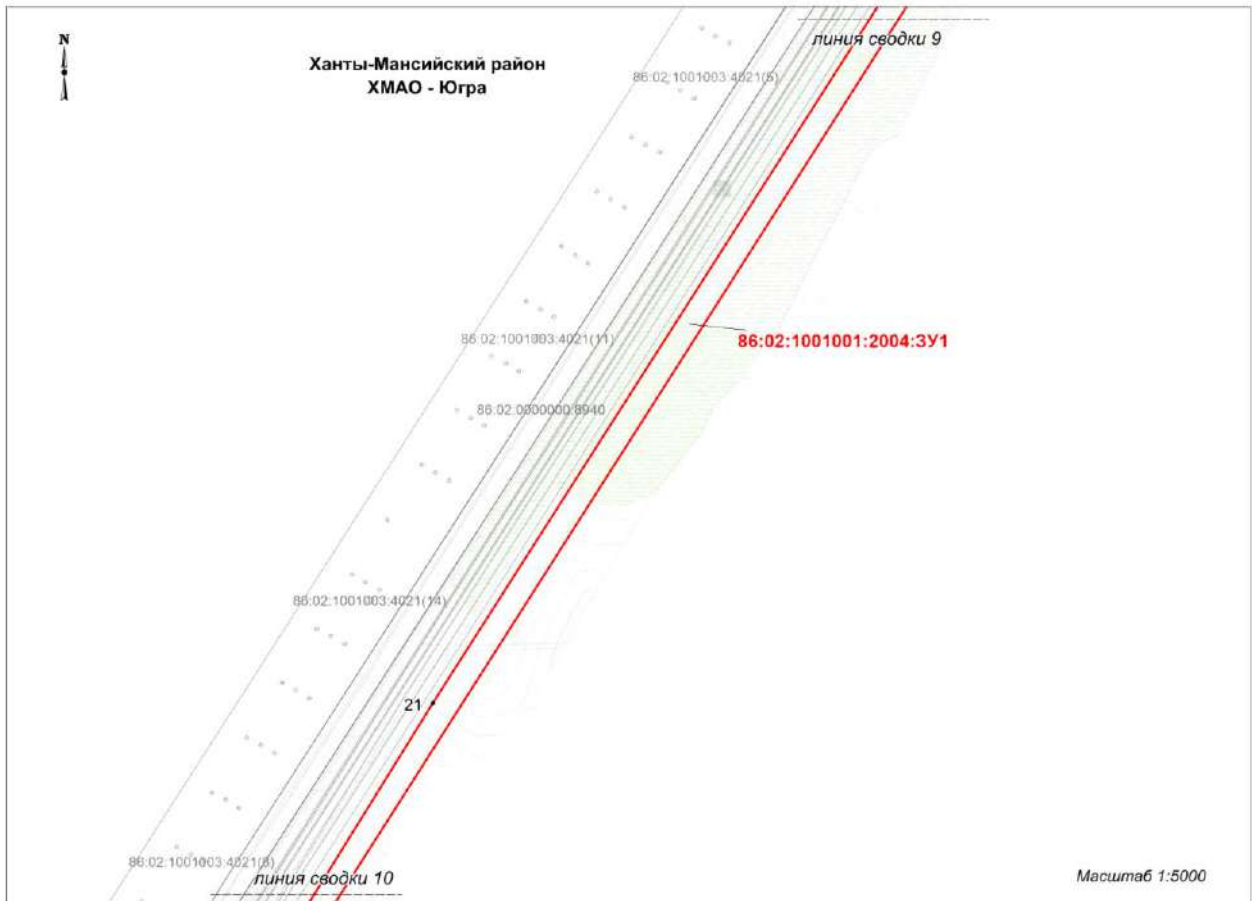 N
линия сводки 9
Ханты-Мансийский район
ХМАО - Югра
86:02:1001003:4021(5)
86:02:1001003:4021(11)
86:02:1001001:2004:ЗУ1
86:02:0000000:8940
86:02:1001003:4021(14)
21
86:02:1001003:4021(8)
линия сводки 10
Масштаб 1:5000